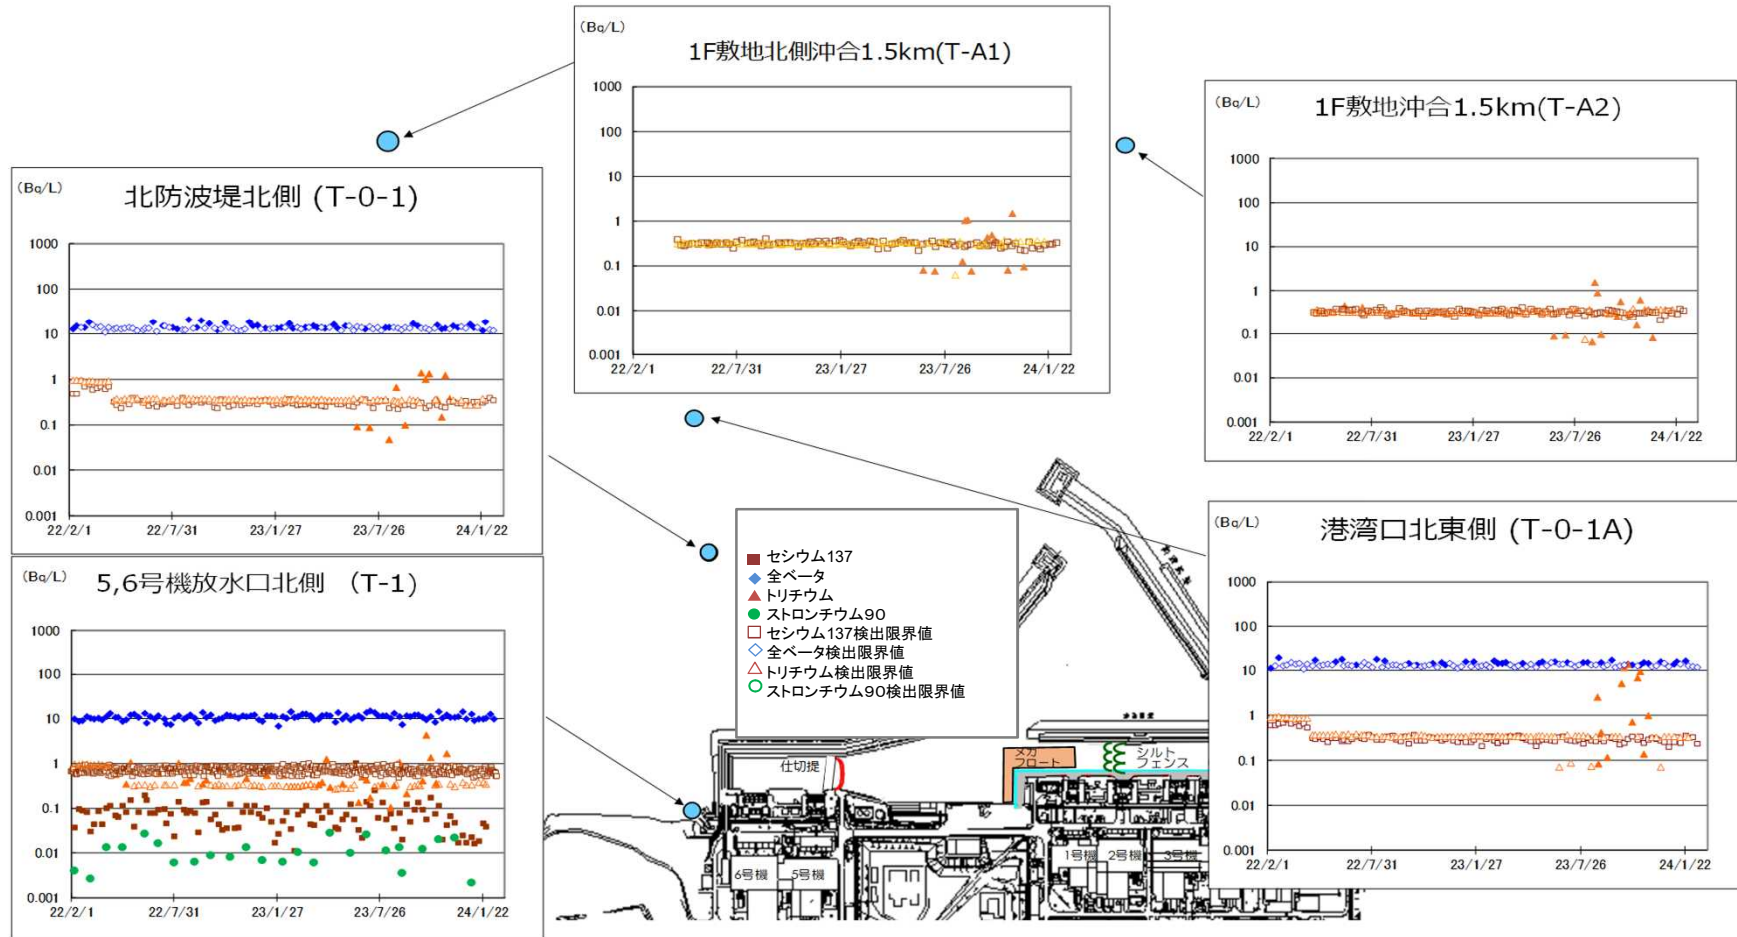 (Bq/L)
1F敷地北側沖合1.5km(T-A1)
1000
100
10
1
0.1
0.01
0.001
22/2/1
22/7/31
23/1/27
23/7/26
24/1/22
(Bq/L)
1F敷地沖合1.5km(T-A2)
1000
100
10
1
0.1
0.01
0.001
22/2/1
22/7/31
23/1/27
23/7/26
24/1/22
(Bq/L)
北防波堤北側 (T-0-1)
1000
100
10
1
0.1
0.01
0.001
22/2/1
22/7/31
23/1/27
23/7/26
24/1/22
セシウム137
全ベータ
トリチウム
ストロンチウム90
セシウム137検出限界値
全ベータ検出限界値
トリチウム検出限界値
ストロンチウム90検出限界値
(Bq/L)
港湾口北東側 (T-0-1A)
1000
100
10
1
0.1
0.01
0.001
22/2/1
22/7/31
23/1/27
23/7/26
24/1/22
(Bq/L)
5,6号機放水口北側 (T-1)
1000
100
10
1
0.1
0.01
0.001
22/2/1
22/7/31
23/1/27
23/7/26
24/1/22
仕切堤
メガ
フロート
シルト
フェンス
6号機
5号機
1号機
2号機
3号機